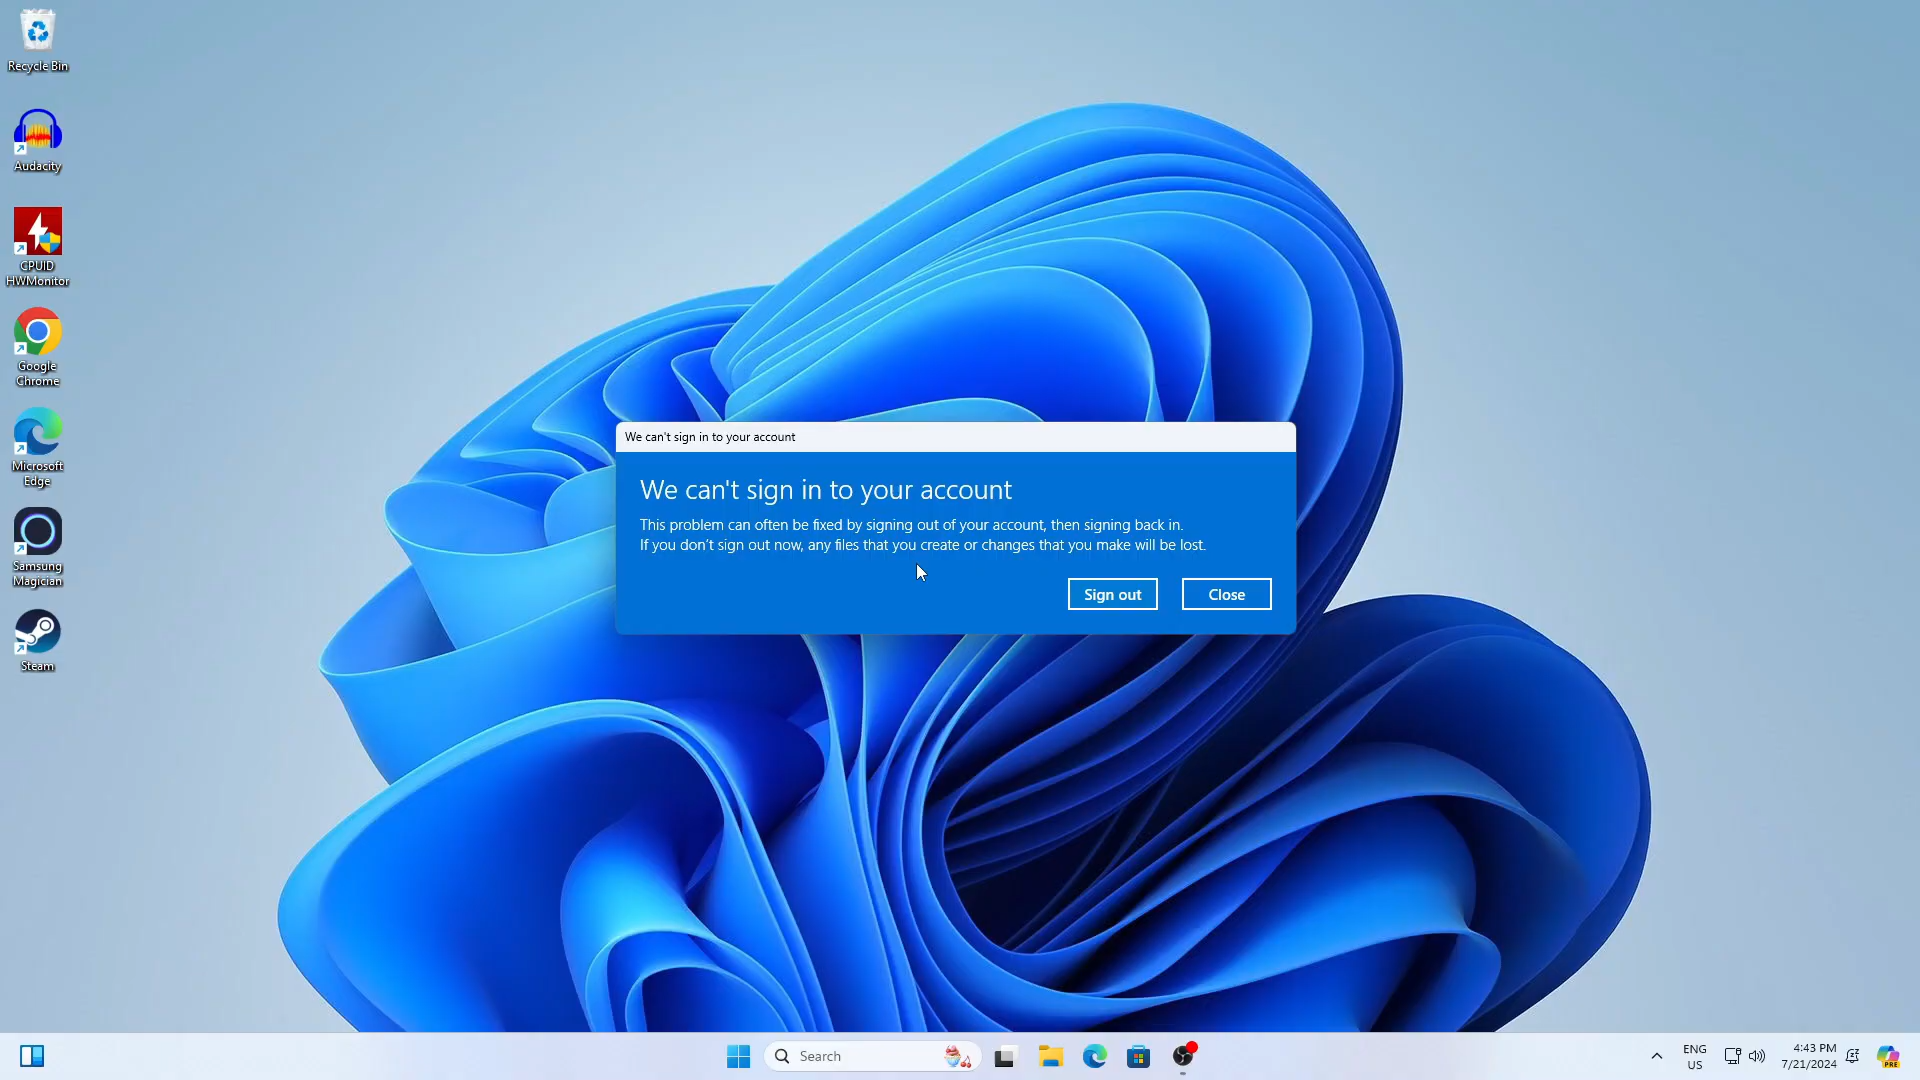 Recycle Bin
Audacity
CPUID
HWMonitor
Google
Chrome
Microsoft
Edge
Samsung
Magician
Steam
We can't sign in to your account
We can't sign in to your account
This problem can often be fixed by signing out of your account, then signing back in.
If you don't sign out now, any files that you create or changes that you make will be lost.
Sign out
Close
Search
ENG
US
4:43 PM
7/21/2024
PRE